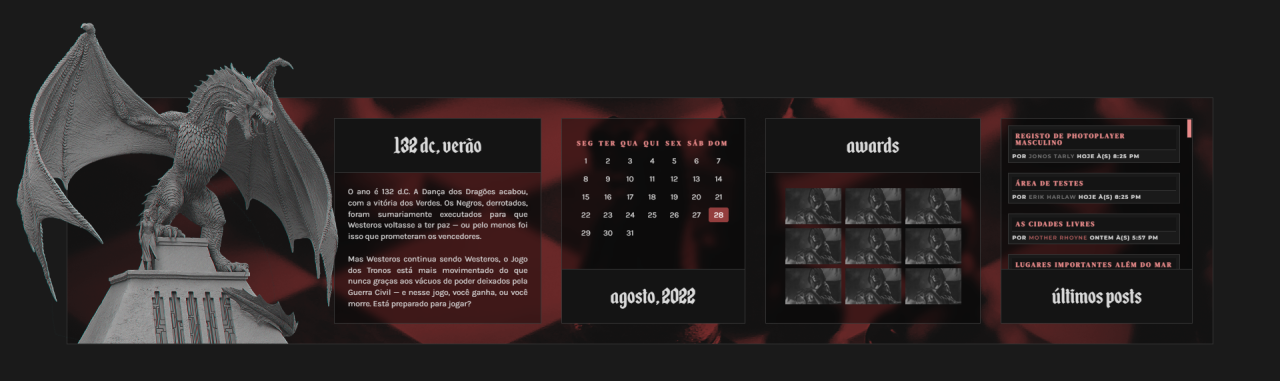 132 dc, verão
O ano é 132 d.C. A Dança dos Dragões acabou,
com a vitória dos Verdes. Os Negros, derrotados,
foram sumariamente executados para que
Westeros voltasse a ter paz — ou pelo menos foi
isso que prometeram os vencedores.
Mas Westeros continua sendo Westeros, o Jogo
dos Tronos está mais movimentado do que
nunca graças aos vácuos de poder deixados pela
Guerra Civil — e nesse jogo, você ganha, ou você
morre. Está preparado para jogar?
SEG TER QUA QUI SEX SÁB DOM
1 2 3 4 5 6 7
8 9 10 11 12 13 14
15 16 17 18 19 20 21
22 23 24 25 26 27 28
29 30 31
agosto, 2022
awards
REGISTO DE PHOTOPLAYER
MASCULINO
POR JONOS TARLY HOJE À(S) 8:25 PM
ÁREA DE TESTES
POR ERIK HARLAW HOJE À(S) 8:25 PM
AS CIDADES LIVRES
POR MOTHER RHOYNE ONTEM À(S) 5:57 PM
LUGARES IMPORTANTES ALÉM DO MAR
últimos posts